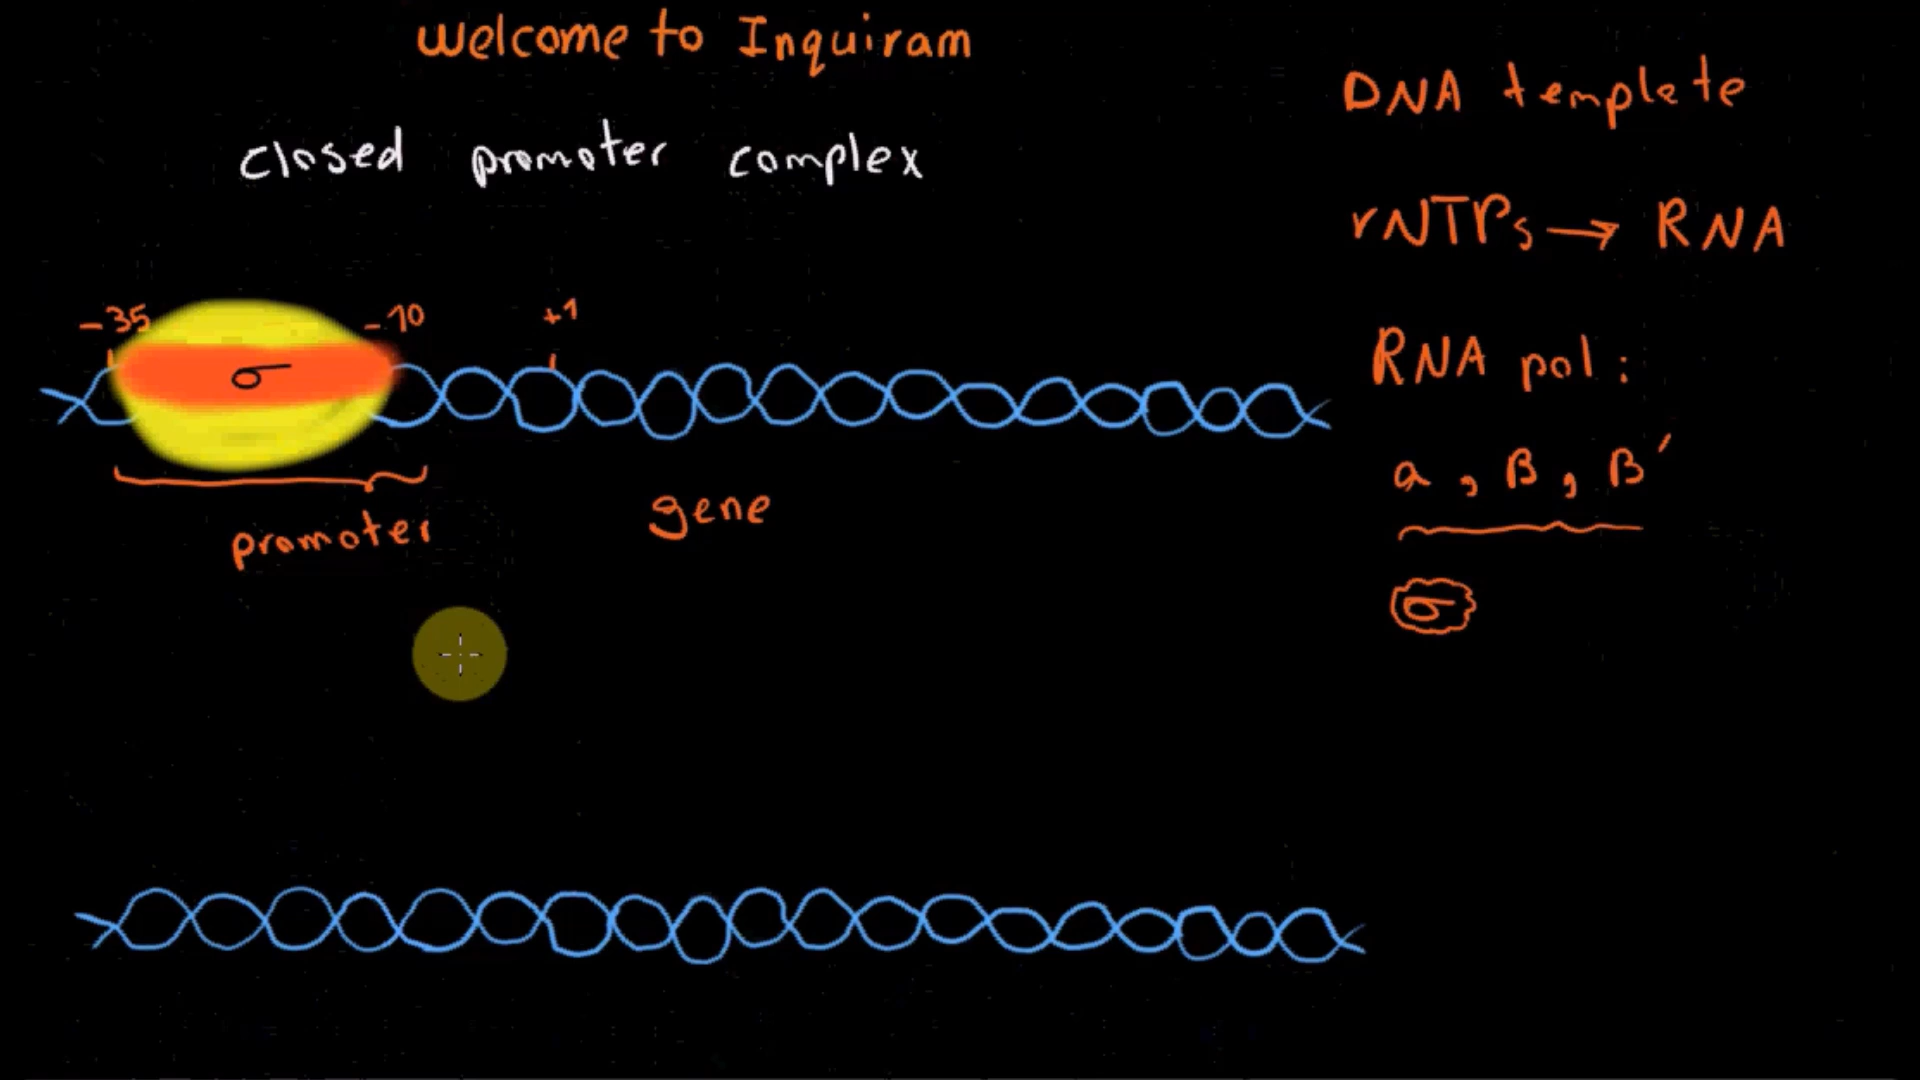 Welcome to Inquiram
closed promoter complex
-35 -10 +1
σ
promoter
gene
DNA template
rNTPs → RNA
RNA pol :
a , B , B'
σ